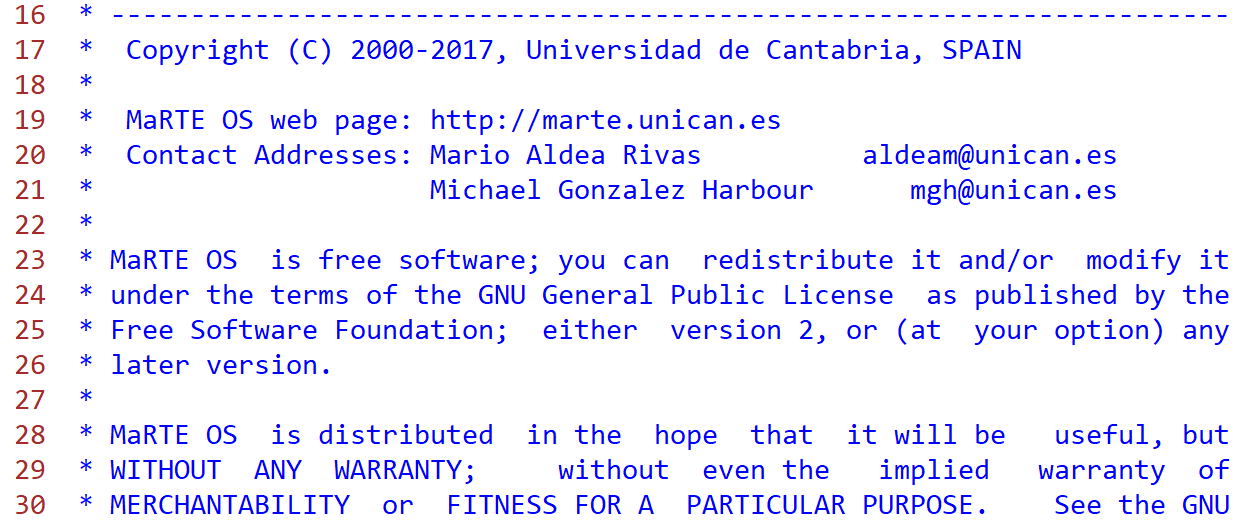 16  * ----------------------------------------------------------------------
17  *  Copyright (C) 2000-2017, Universidad de Cantabria, SPAIN
18  *
19  *  MaRTE OS web page: http://marte.unican.es
20  *  Contact Addresses: Mario Aldea Rivas          aldeam@unican.es
21  *                     Michael Gonzalez Harbour      mgh@unican.es
22  *
23  * MaRTE OS  is free software; you can  redistribute it and/or  modify it
24  * under the terms of the GNU General Public License  as published by the
25  * Free Software Foundation;  either  version 2, or (at  your option) any
26  * later version.
27  *
28  * MaRTE OS  is distributed  in the  hope  that  it will be   useful, but
29  * WITHOUT  ANY  WARRANTY;     without  even the   implied   warranty  of
30  * MERCHANTABILITY  or  FITNESS FOR A  PARTICULAR PURPOSE.    See the GNU